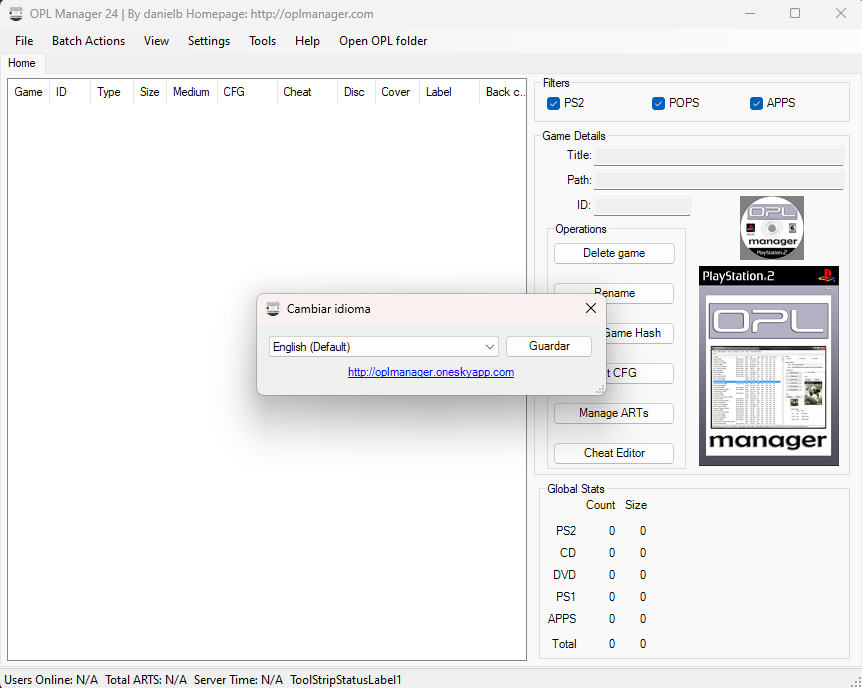 OPL Manager 24 | By danielb Homepage: http://oplmanager.com
File Batch Actions View Settings Tools Help Open OPL folder
Home
Game ID Type Size Medium CFG Cheat Disc Cover Label Back c..
Filters
PS2 POPS APPS
Game Details
Title:
Path:
ID:
OPL
manager
PlayStation.2
Operations
Delete game
Rename
Game Hash
CFG
Manage ARTs
Cheat Editor
PlayStation.2
OPL
manager
Cambiar idioma
English (Default) Guardar
http://oplmanager.oneskyapp.com
Global Stats
Count Size
PS2 0 0
CD 0 0
DVD 0 0
PS1 0 0
APPS 0 0
Total 0 0
Users Online: N/A Total ARTS: N/A Server Time: N/A ToolStripStatusLabel1